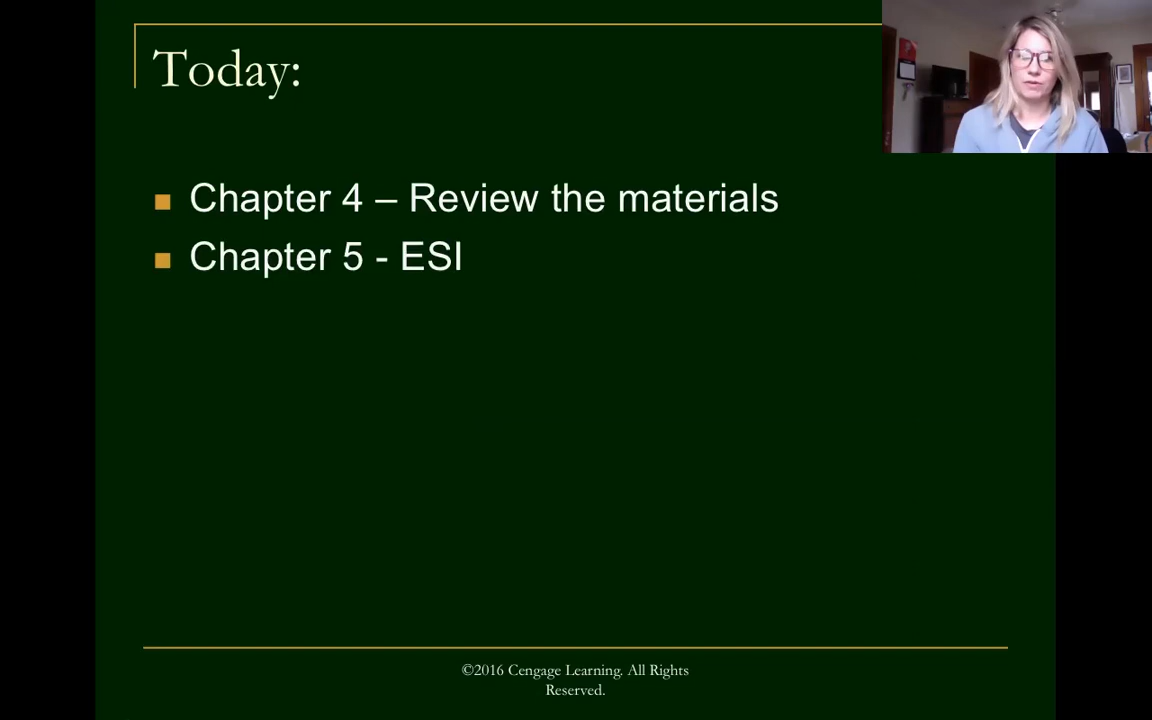 Today:
Chapter 4 – Review the materials
Chapter 5 - ESI
©2016 Cengage Learning. All Rights
Reserved.